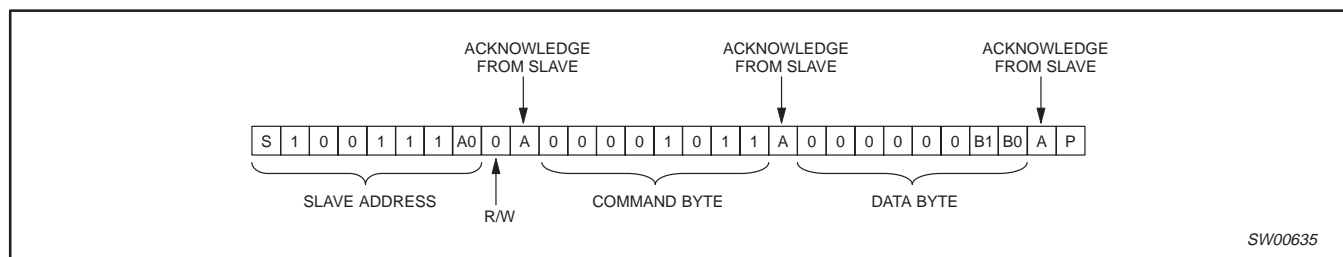 ACKNOWLEDGE FROM SLAVE
ACKNOWLEDGE FROM SLAVE
ACKNOWLEDGE FROM SLAVE
S 1 0 0 1 1 1 A0 0 A 0 0 0 0 1 0 1 1 A 0 0 0 0 0 0 B1 B0 A P
SLAVE ADDRESS
R/W
COMMAND BYTE
DATA BYTE
SW00635